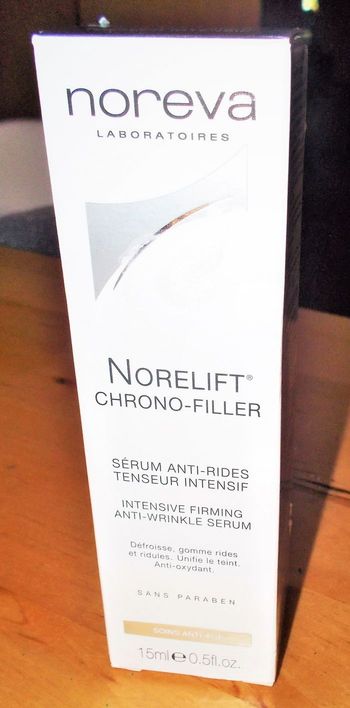 noreva
LABORATOIRES
NORELIFT®
CHRONO-FILLER
SÉRUM ANTI-RIDES
TENSEUR INTENSIF
INTENSIVE FIRMING
ANTI-WRINKLE SERUM
Défroisse, gomme rides
et ridules. Unifie le teint.
Anti-oxydant.
SANS PARABEN
SOINS
15ml e 0.5fl.oz.